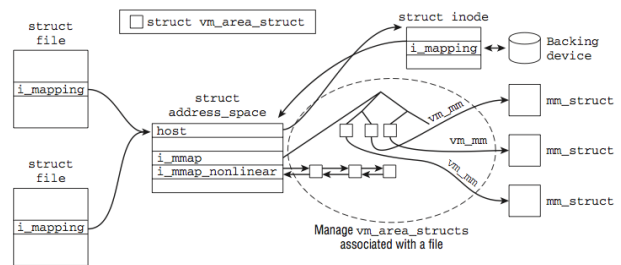 struct
file
i_mapping
struct vm_area_struct
struct inode
i_mapping
Backing
device
struct
address_space
host
i_mmap
i_mmap_nonlinear
vm_mm
mm_struct
vm_mm
mm_struct
vm_mm
mm_struct
struct
file
i_mapping
Manage vm_area_structs
associated with a file